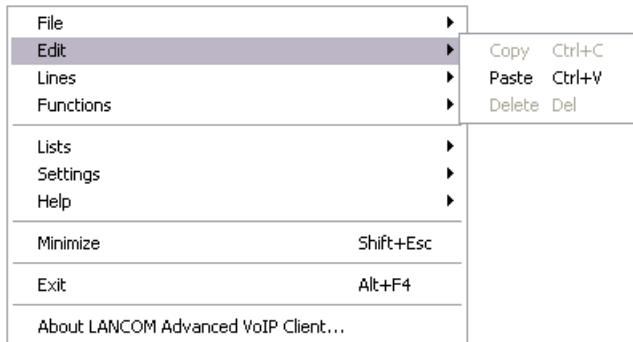 File
Edit
Copy Ctrl+C
Lines
Paste Ctrl+V
Functions
Delete Del
Lists
Settings
Help
Minimize Shift+Esc
Exit Alt+F4
About LANCOM Advanced VoIP Client...